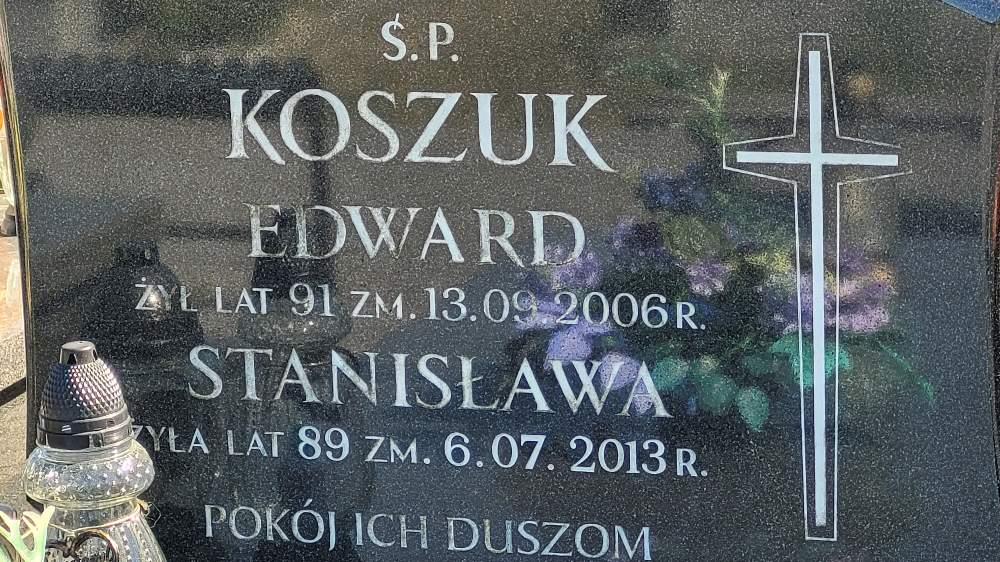 Ś.P.
KOSZUK
EDWARD
ŻYŁ LAT 91 ZM. 13.09.2006 R.
STANISŁAWA
ŻYŁA LAT 89 ZM. 6.07.2013 R.
POKÓJ ICH DUSZOM